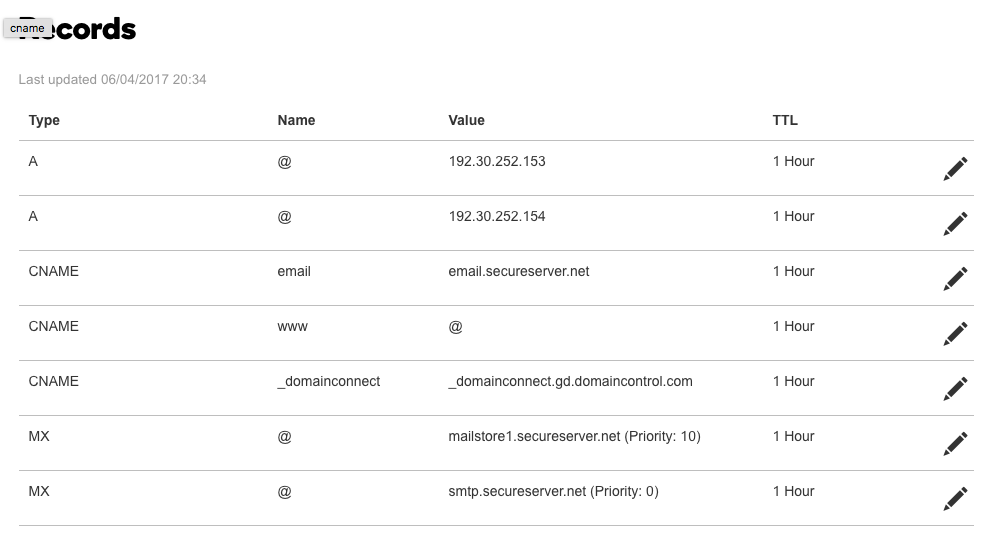 cname
Records
Last updated 06/04/2017 20:34
Type Name Value TTL
A @ 192.30.252.153 1 Hour
A @ 192.30.252.154 1 Hour
CNAME email email.secureserver.net 1 Hour
CNAME www @ 1 Hour
CNAME _domainconnect _domainconnect.gd.domaincontrol.com 1 Hour
MX @ mailstore1.secureserver.net (Priority: 10) 1 Hour
MX @ smtp.secureserver.net (Priority: 0) 1 Hour